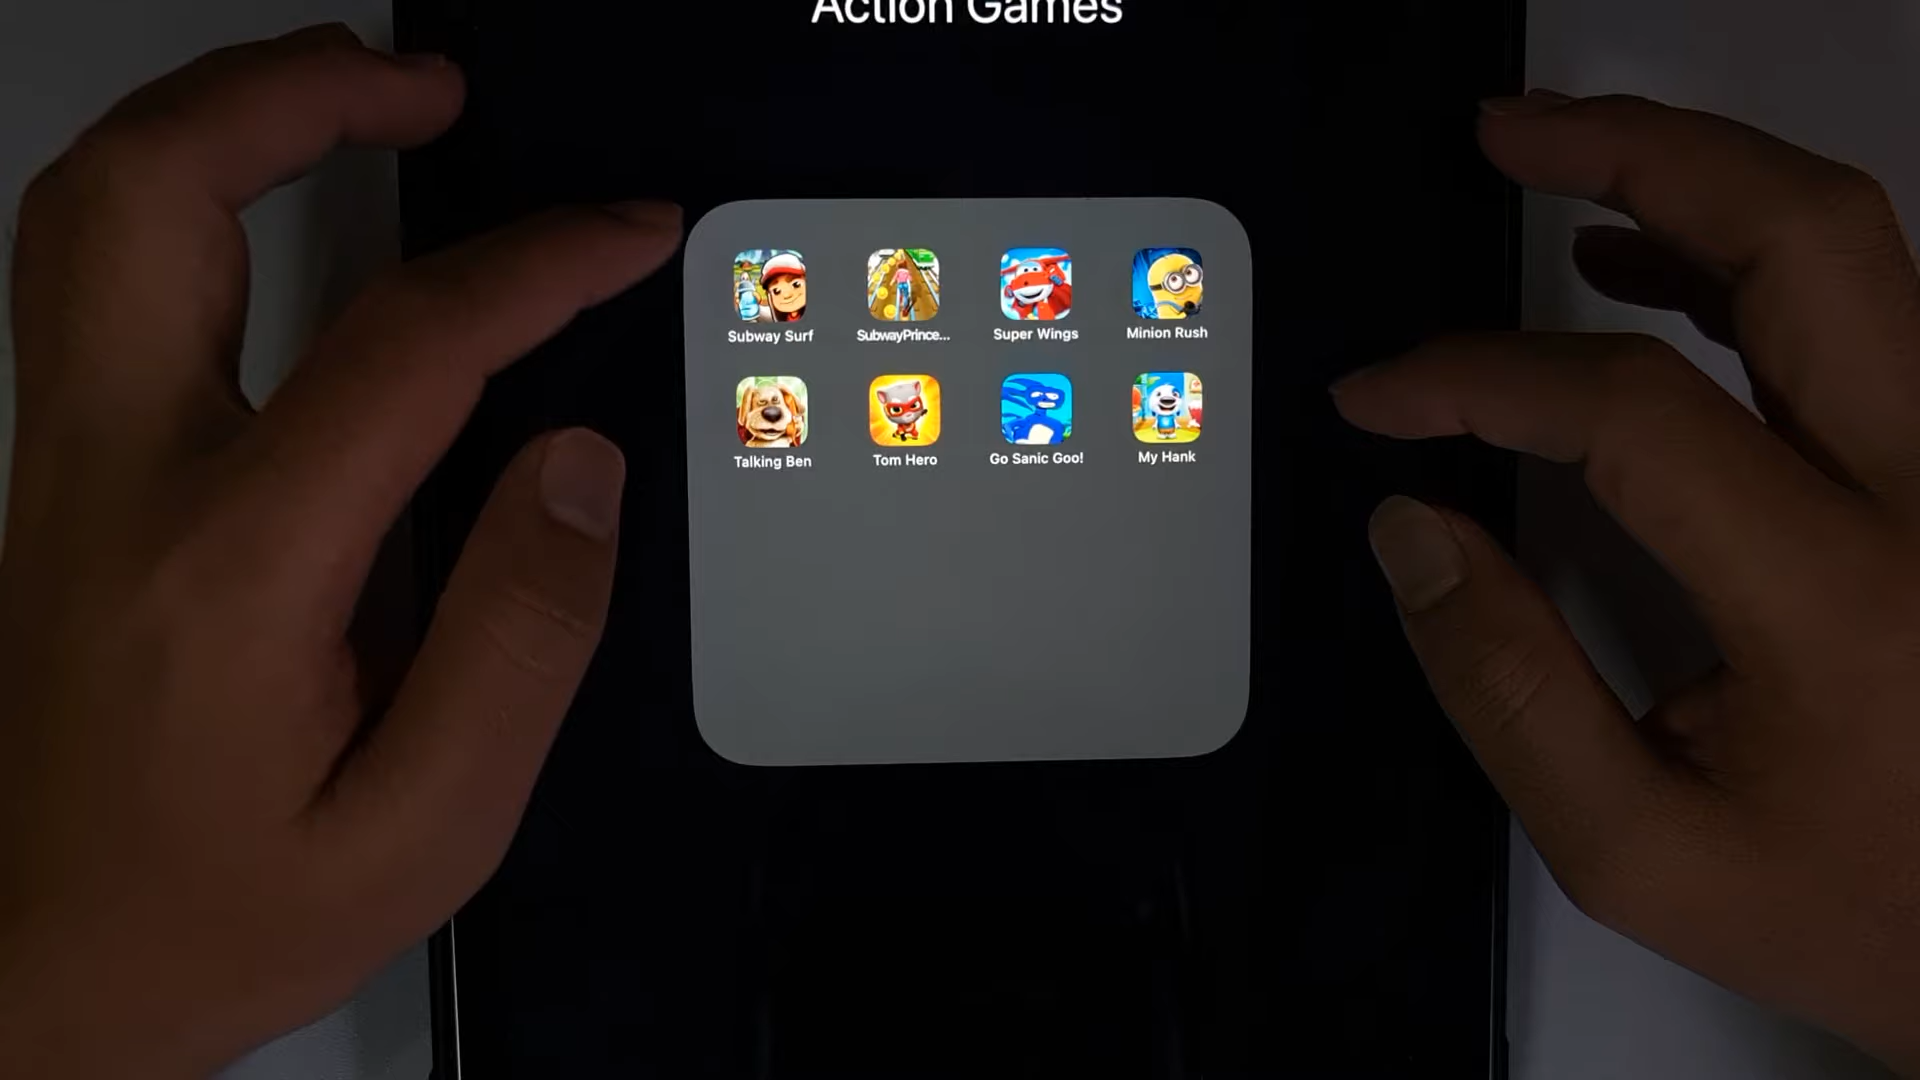 Action Games
Subway Surf
SubwayPrince...
Super Wings
Minion Rush
Talking Ben
Tom Hero
Go Sanic Goo!
My Hank